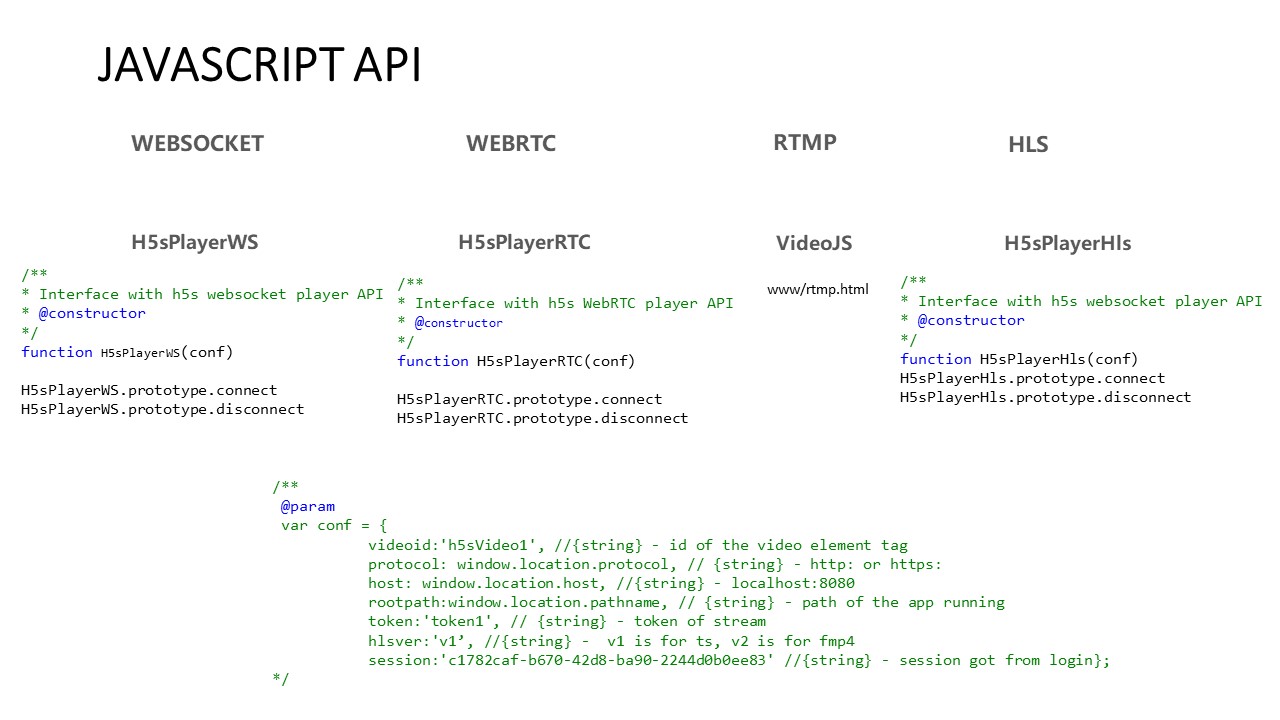 JAVASCRIPT API
WEBSOCKET
WEBRTC
RTMP
HLS
H5sPlayerWS
H5sPlayerRTC
VideoJS
H5sPlayerHls
/**
* Interface with h5s websocket player API
* @constructor
*/
function H5sPlayerWS(conf)
H5sPlayerWS.prototype.connect
H5sPlayerWS.prototype.disconnect
/**
* Interface with h5s WebRTC player API
* @constructor
*/
function H5sPlayerRTC(conf)
H5sPlayerRTC.prototype.connect
H5sPlayerRTC.prototype.disconnect
www/rtmp.html
/**
* Interface with h5s websocket player API
* @constructor
*/
function H5sPlayerHls(conf)
H5sPlayerHls.prototype.connect
H5sPlayerHls.prototype.disconnect
/**
@param
var conf = {
videoid:'h5sVideo1', //{string} - id of the video element tag
protocol: window.location.protocol, // {string} - http: or https:
host: window.location.host, //{string} - localhost:8080
rootpath:window.location.pathname, // {string} - path of the app running
token:'token1', // {string} - token of stream
hlsver:'v1’, //{string} -  v1 is for ts, v2 is for fmp4
session:'c1782caf-b670-42d8-ba90-2244d0b0ee83' //{string} - session got from login};
*/